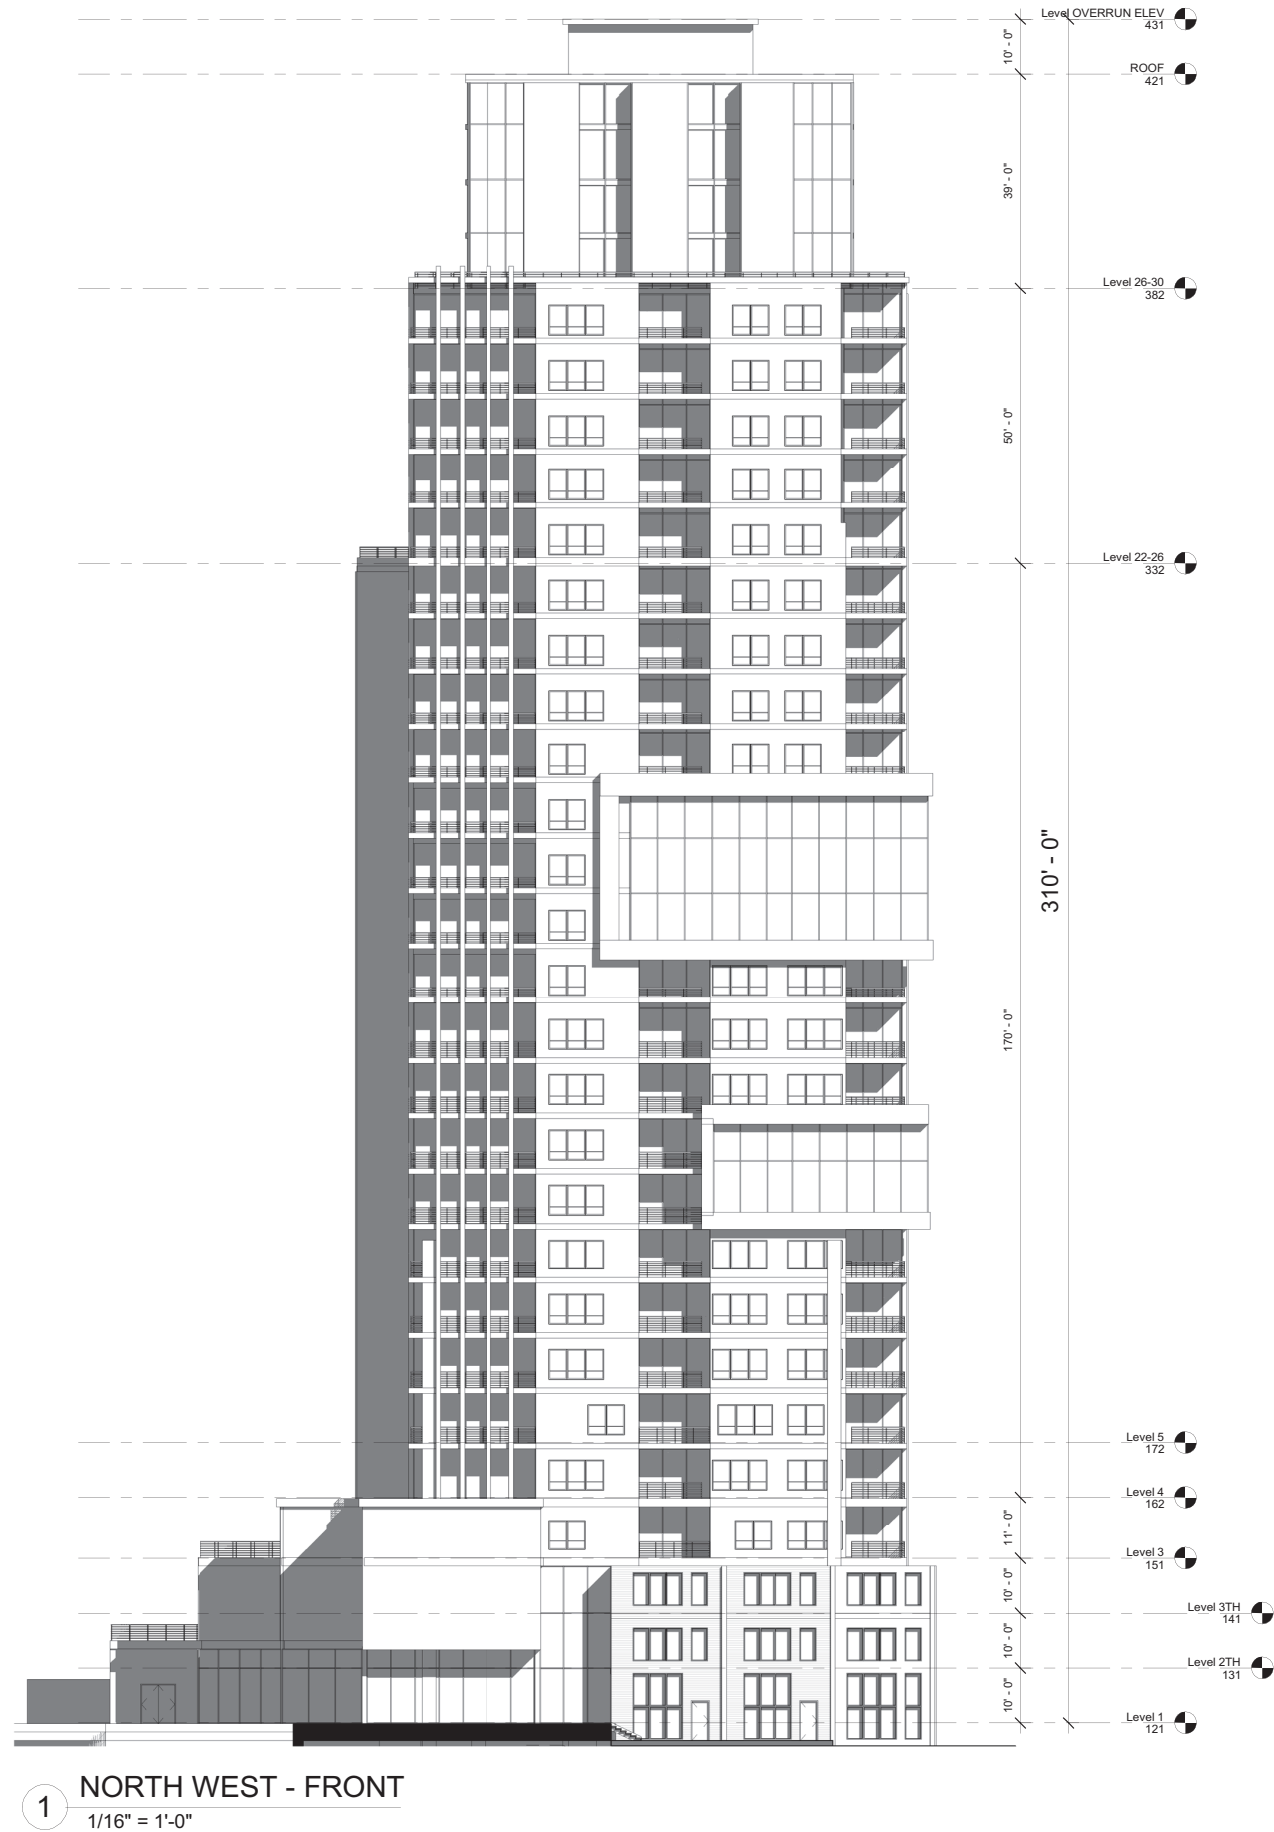 Level OVERRUN ELEV
431
10' - 0"
ROOF
421
39' - 0"
Level 26-30
382
50' - 0"
Level 22-26
332
310' - 0"
170' - 0"
Level 5
172
Level 4
162
11' - 0"
Level 3
151
10' - 0"
Level 3TH
141
10' - 0"
Level 2TH
131
10' - 0"
Level 1
121
1
NORTH WEST - FRONT
1/16" = 1'-0"